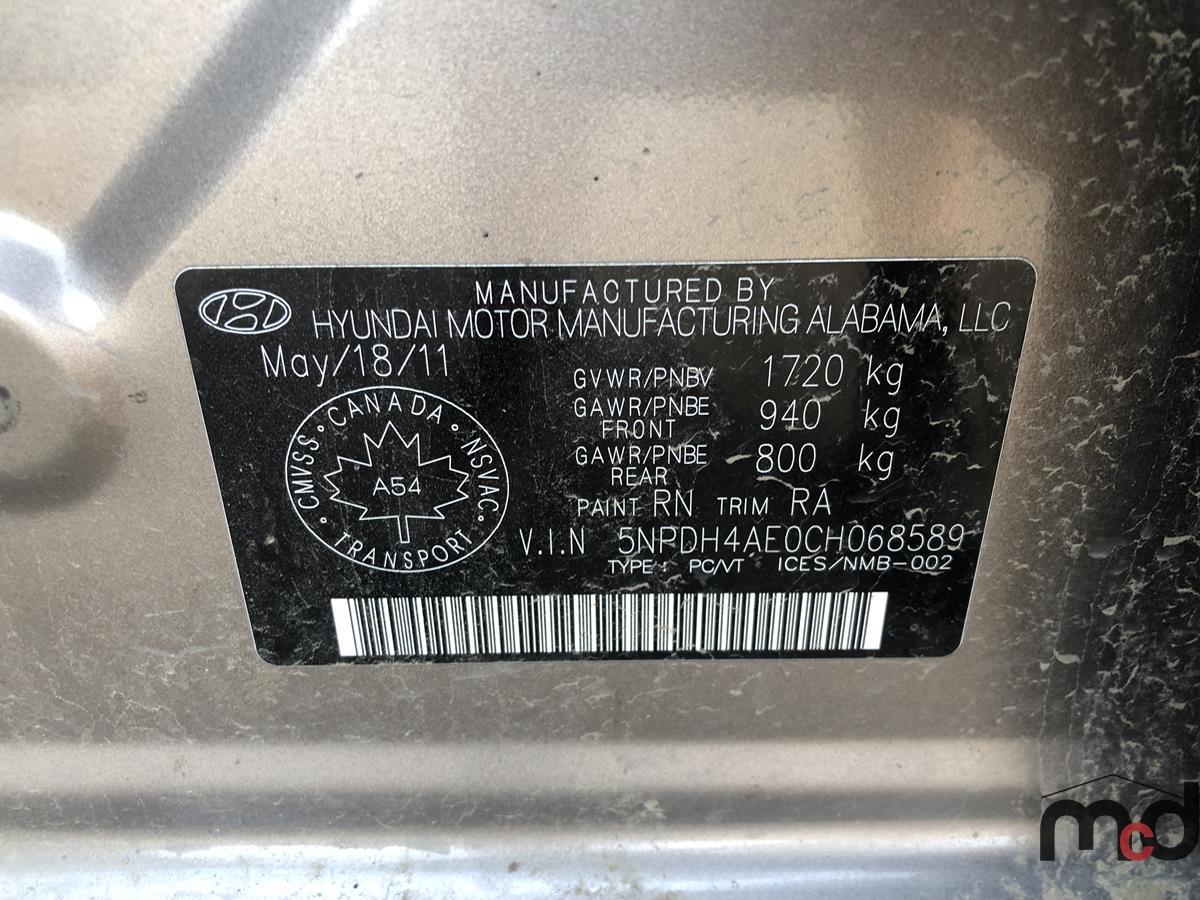 MANUFACTURED BY
HYUNDAI MOTOR MANUFACTURING ALABAMA, LLC
May/18/11
GVWR/PNBV 1720 kg
GAWR/PNBE FRONT 940 kg
GAWR/PNBE REAR 800 kg
PAINT RN TRIM RA
CMVSS • CANADA • NSVAC •
TRANSPORT
A54
V.I.N 5NPDH4AE0CH068589
TYPE : PC/VT ICES/NMB-002
mcd